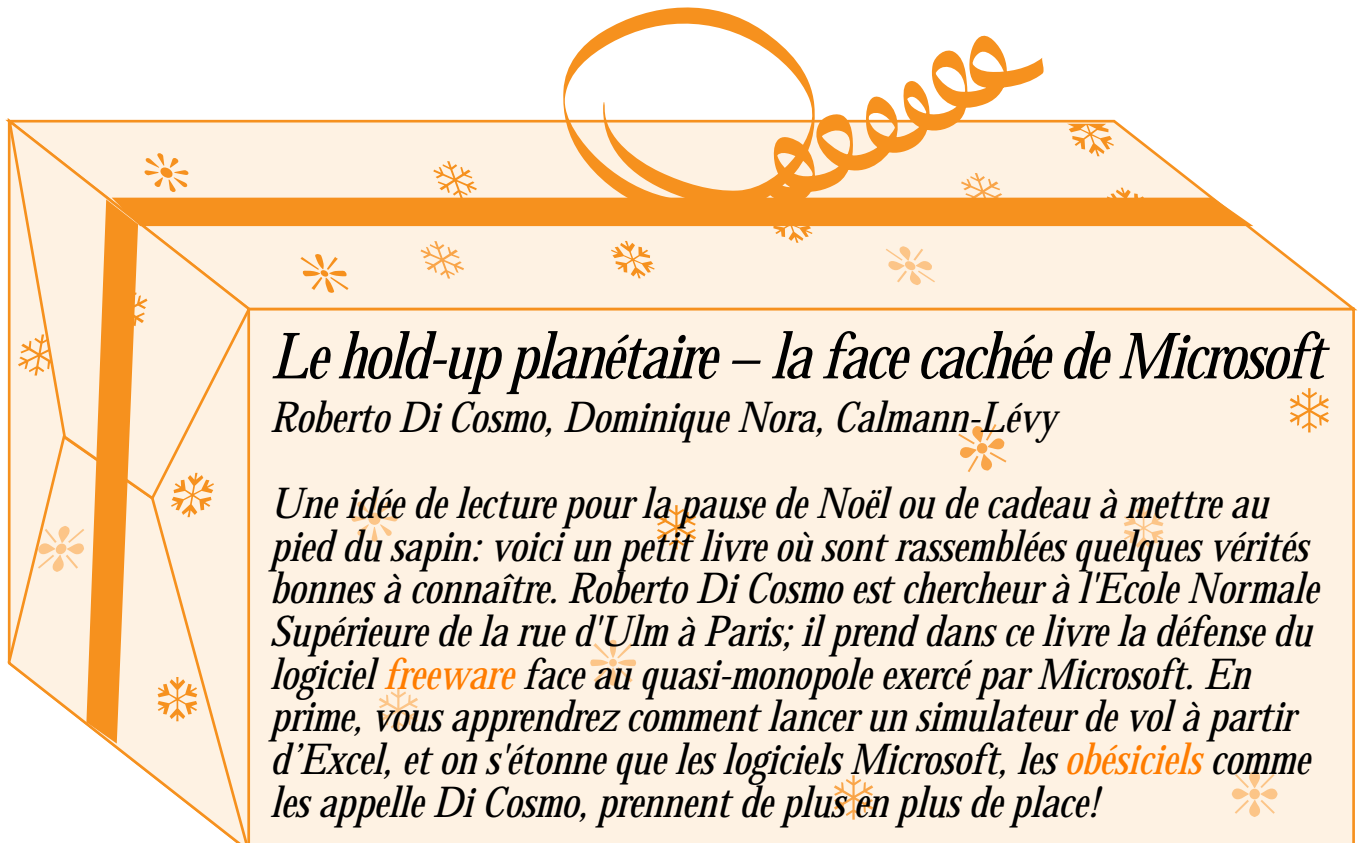 Le hold-up planétaire – la face cachée de Microsoft
Roberto Di Cosmo, Dominique Nora, Calmann-Lévy
Une idée de lecture pour la pause de Noël ou de cadeau à mettre au
pied du sapin: voici un petit livre où sont rassemblées quelques vérités
bonnes à connaître. Roberto Di Cosmo est chercheur à l'Ecole Normale
Supérieure de la rue d'Ulm à Paris; il prend dans ce livre la défense du
logiciel freeware face au quasi-monopole exercé par Microsoft. En
prime, vous apprendrez comment lancer un simulateur de vol à partir
d’Excel, et on s'étonne que les logiciels Microsoft, les obésiciels comme
les appelle Di Cosmo, prennent de plus en plus de place!